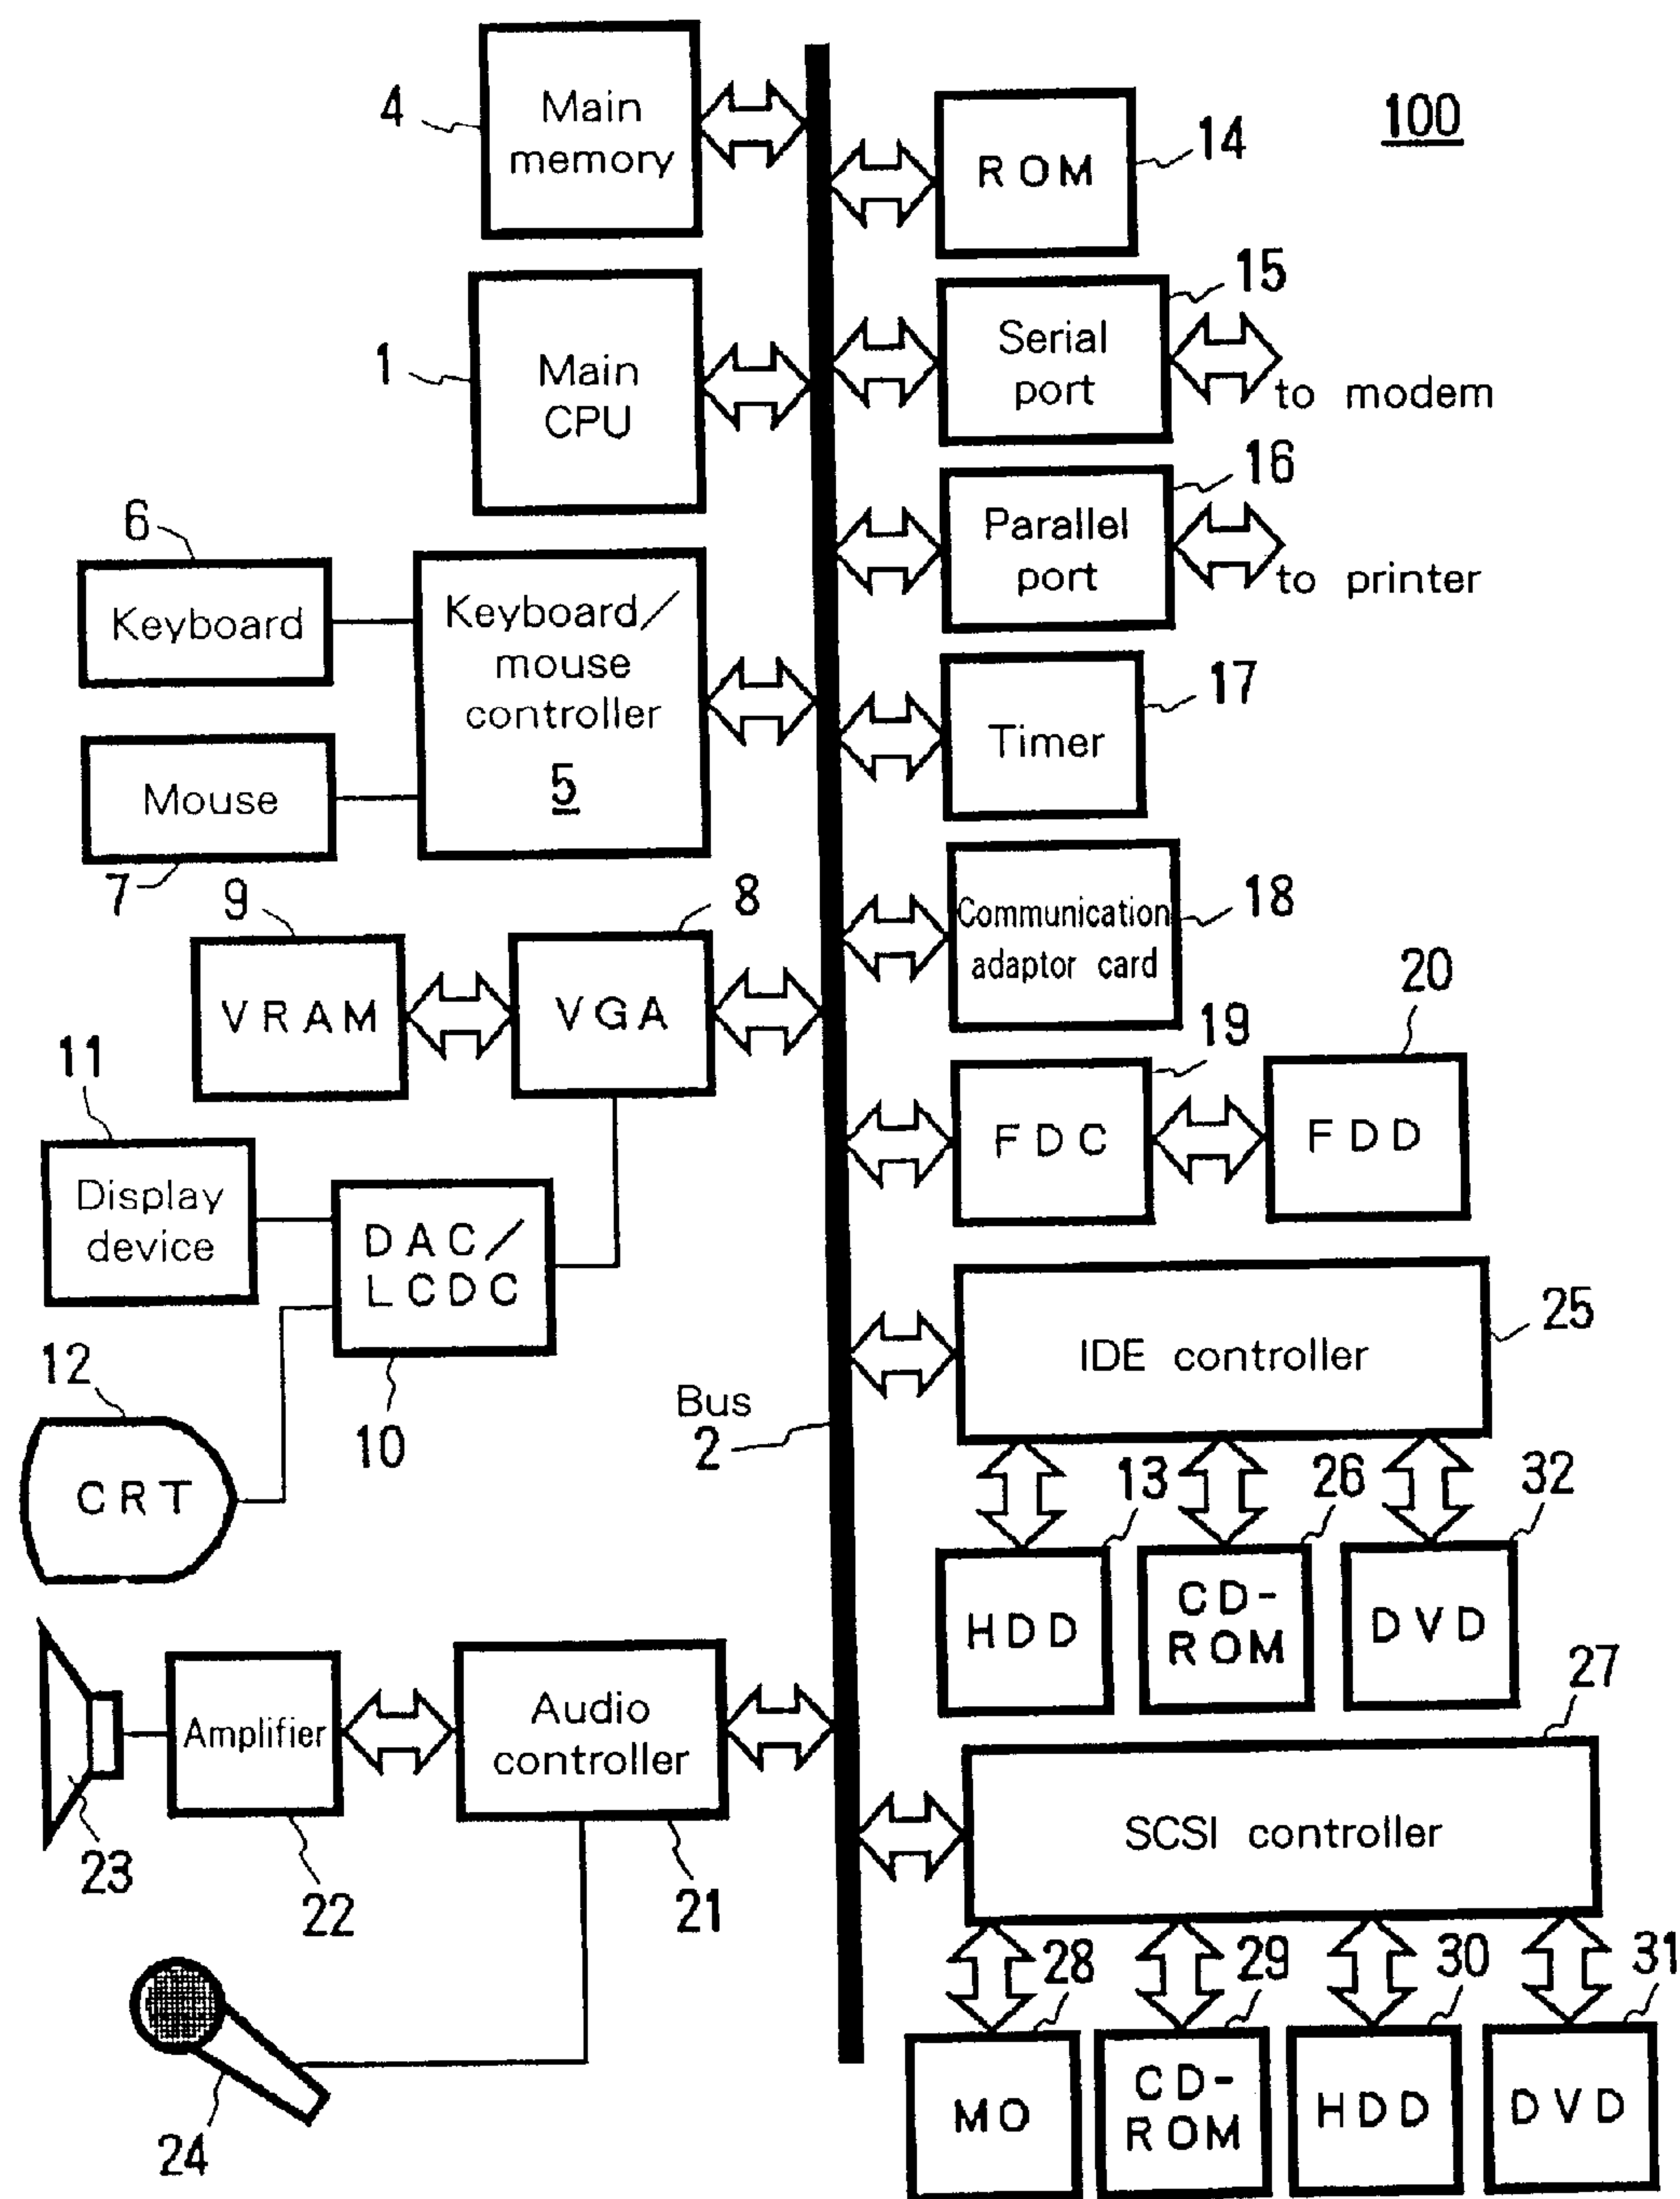 4
Main
memory
100
14
ROM
15
1
Main
CPU
Serial
port
to modem
16
Parallel
port
to printer
6
Keyboard
Keyboard/
mouse
controller
5
Mouse
7
17
Timer
9
8
VRAM
VGA
Communication
adaptor card
18
19
20
FDC
FDD
11
Display
device
DAC/
LCDC
10
12
CRT
Bus
2
25
IDE controller
13
26
32
HDD
CD-
ROM
DVD
Amplifier
Audio
controller
23
22
21
24
27
SCSI controller
28
29
30
31
MO
CD-
ROM
HDD
DVD